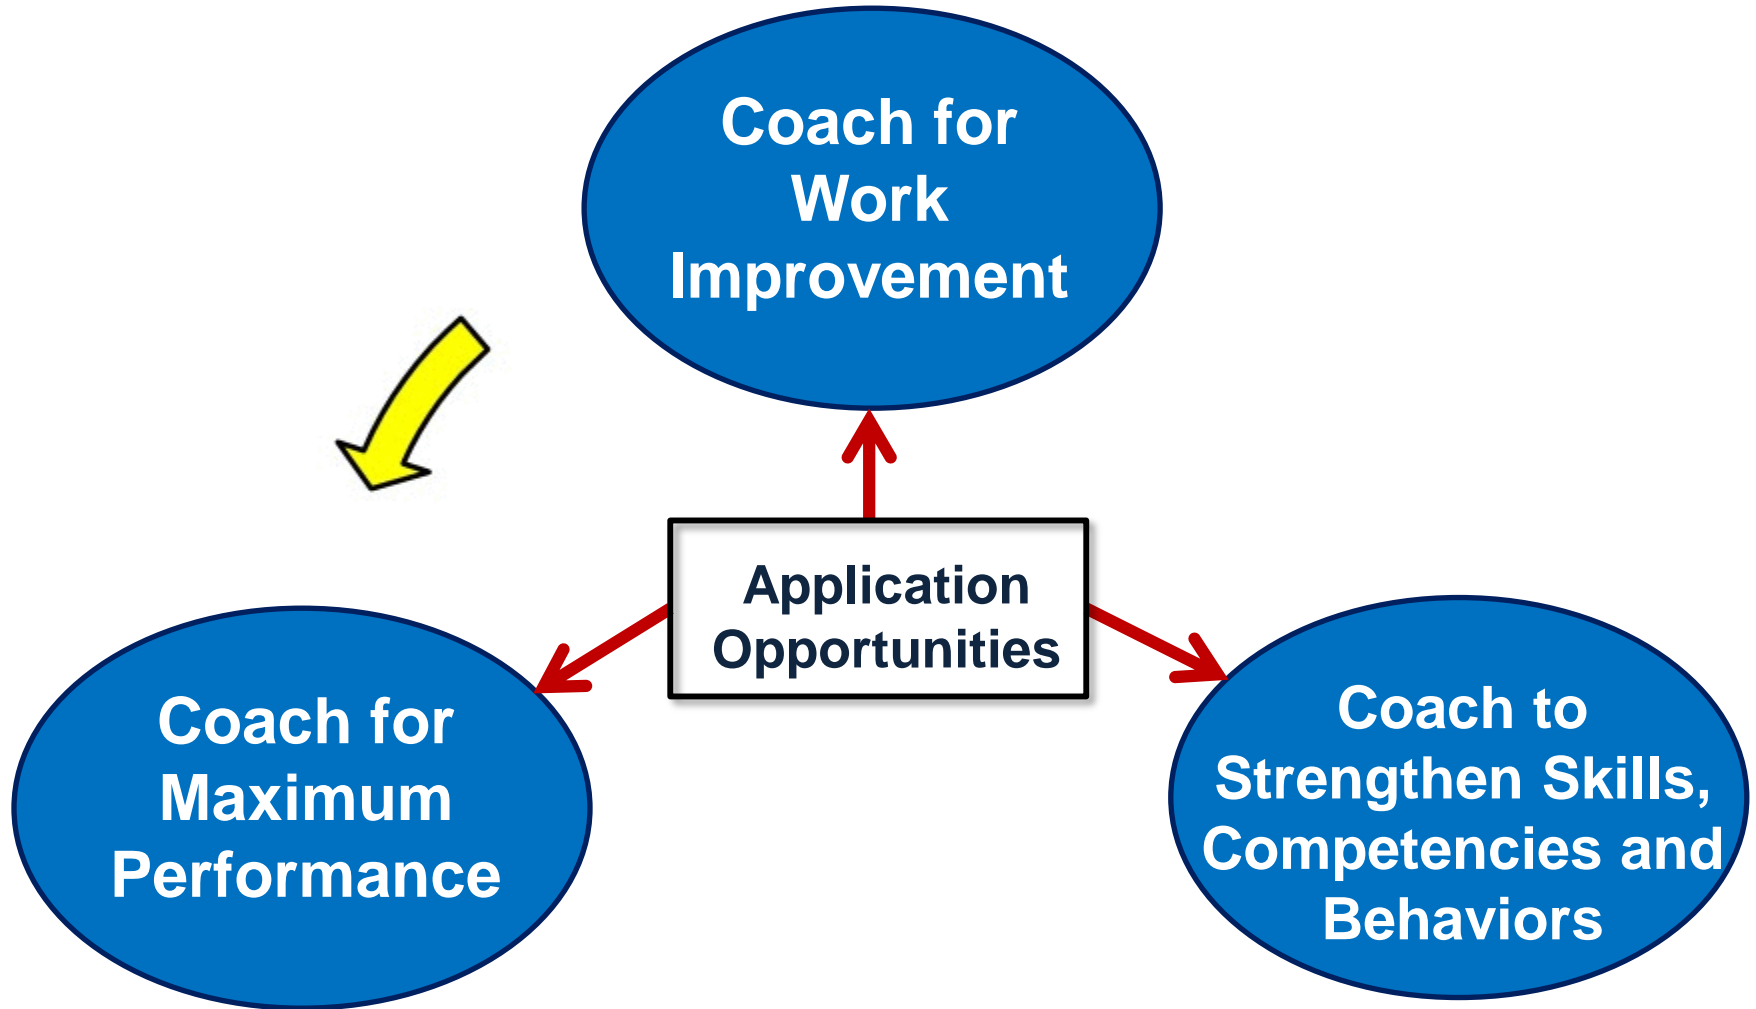 Coach for
Work
Improvement
Application
Opportunities
Coach for
Maximum
Performance
Coach to
Strengthen Skills,
Competencies and
Behaviors